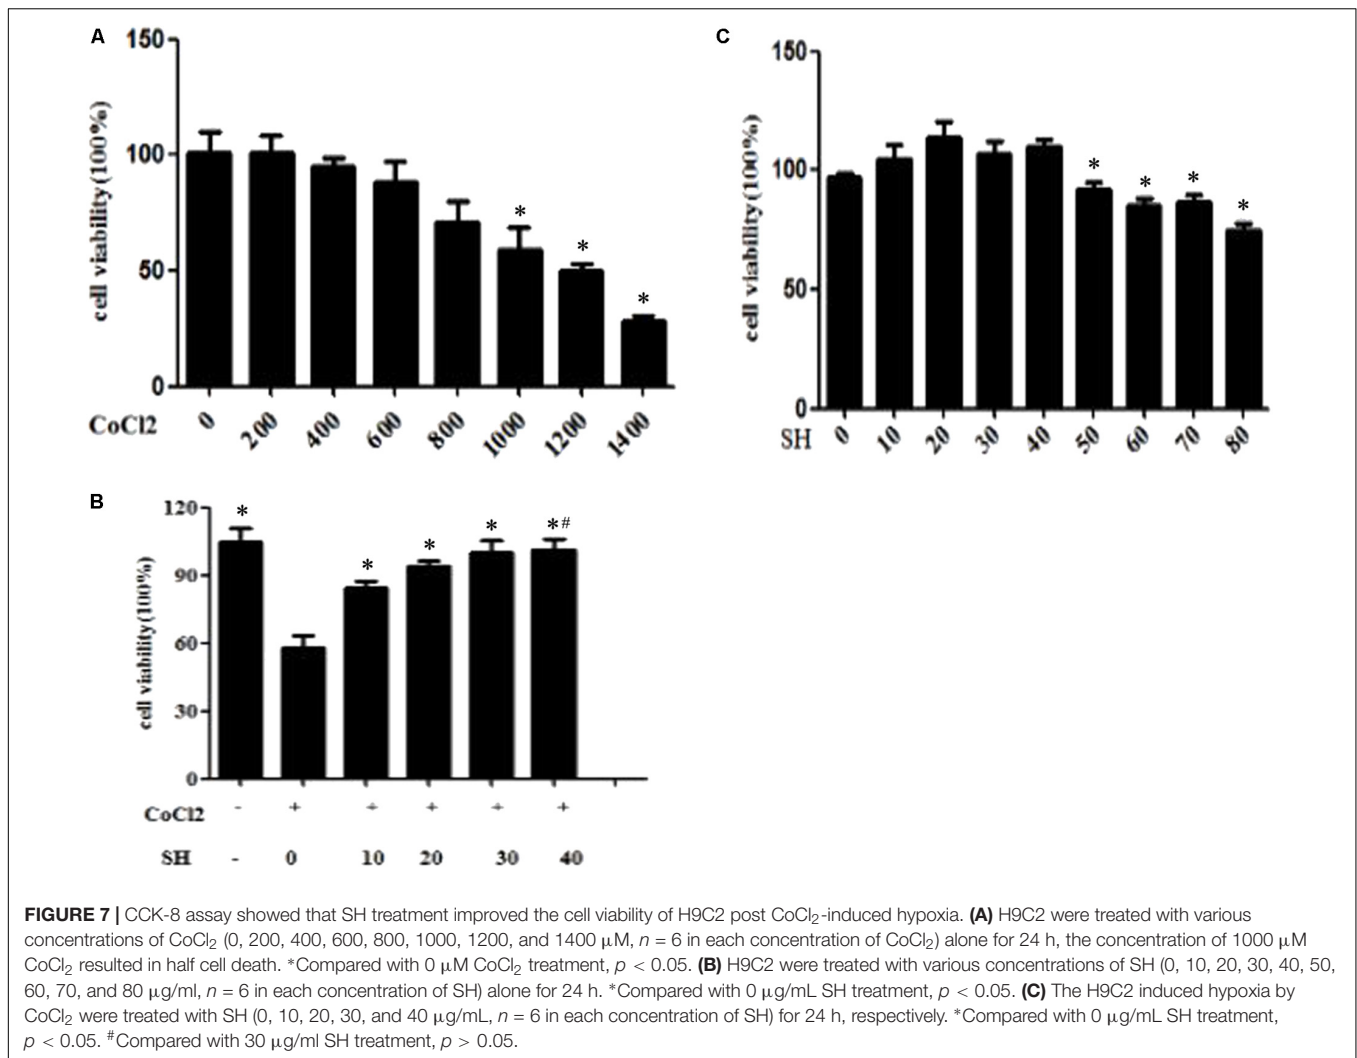 A
150
100
50
0
cell viability(100%)
*
*
*
CoCl2
0
200
400
600
800
1000
1200
1400
C
150
100
50
0
cell viability(100%)
*
*
*
*
SH
0
10
20
30
40
50
60
70
80
B
120
90
60
30
0
cell viability(100%)
*
*
*
*
*#
CoCl2 - + + + + +
SH - 0 10 20 30 40
FIGURE 7 | CCK-8 assay showed that SH treatment improved the cell viability of H9C2 post CoCl₂-induced hypoxia. (A) H9C2 were treated with various
concentrations of CoCl₂ (0, 200, 400, 600, 800, 1000, 1200, and 1400 μM, n = 6 in each concentration of CoCl₂) alone for 24 h, the concentration of 1000 μM
CoCl₂ resulted in half cell death. *Compared with 0 μM CoCl₂ treatment, p < 0.05. (B) H9C2 were treated with various concentrations of SH (0, 10, 20, 30, 40, 50,
60, 70, and 80 μg/ml, n = 6 in each concentration of SH) alone for 24 h. *Compared with 0 μg/mL SH treatment, p < 0.05. (C) The H9C2 induced hypoxia by
CoCl₂ were treated with SH (0, 10, 20, 30, and 40 μg/mL, n = 6 in each concentration of SH) for 24 h, respectively. *Compared with 0 μg/mL SH treatment,
p < 0.05. #Compared with 30 μg/ml SH treatment, p > 0.05.